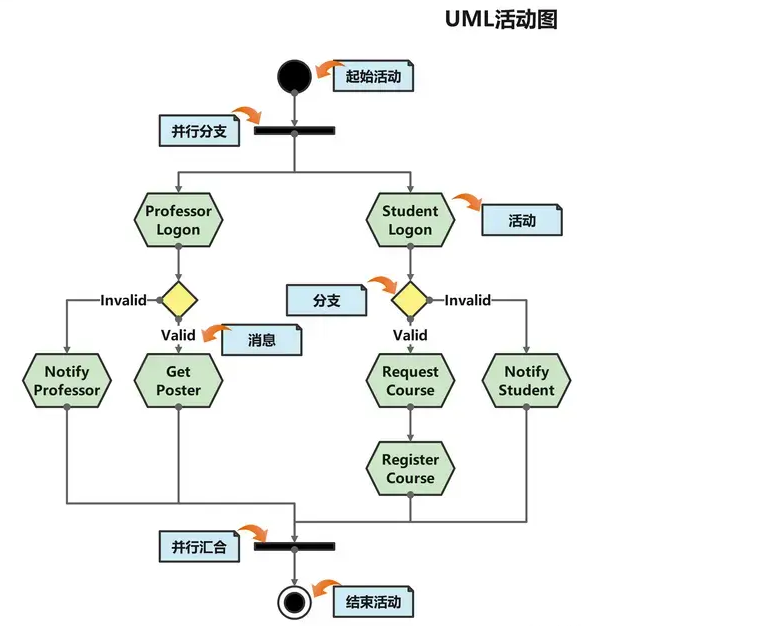 UML活动图
起始活动
并行分支
Professor
Logon
Student
Logon
活动
Invalid
分支
Invalid
Valid
消息
Valid
Notify
Professor
Get
Poster
Request
Course
Notify
Student
Register
Course
并行汇合
结束活动